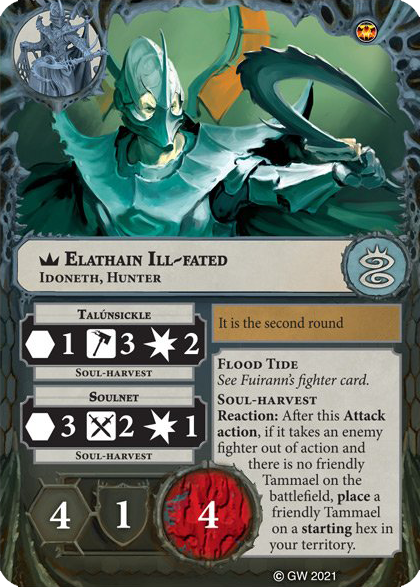 Elathain Ill-fated
Idoneth, Hunter
Talúnsickle
1 3 2
Soul-harvest
Soulnet
3 2 1
Soul-harvest
4 1 4
It is the second round
Flood Tide
See Fuirann's fighter card.
Soul-harvest
Reaction: After this Attack
action, if it takes an enemy
fighter out of action and
there is no friendly
Tammael on the
battlefield, place a
friendly Tammael
on a starting hex in
your territory.
© GW 2021